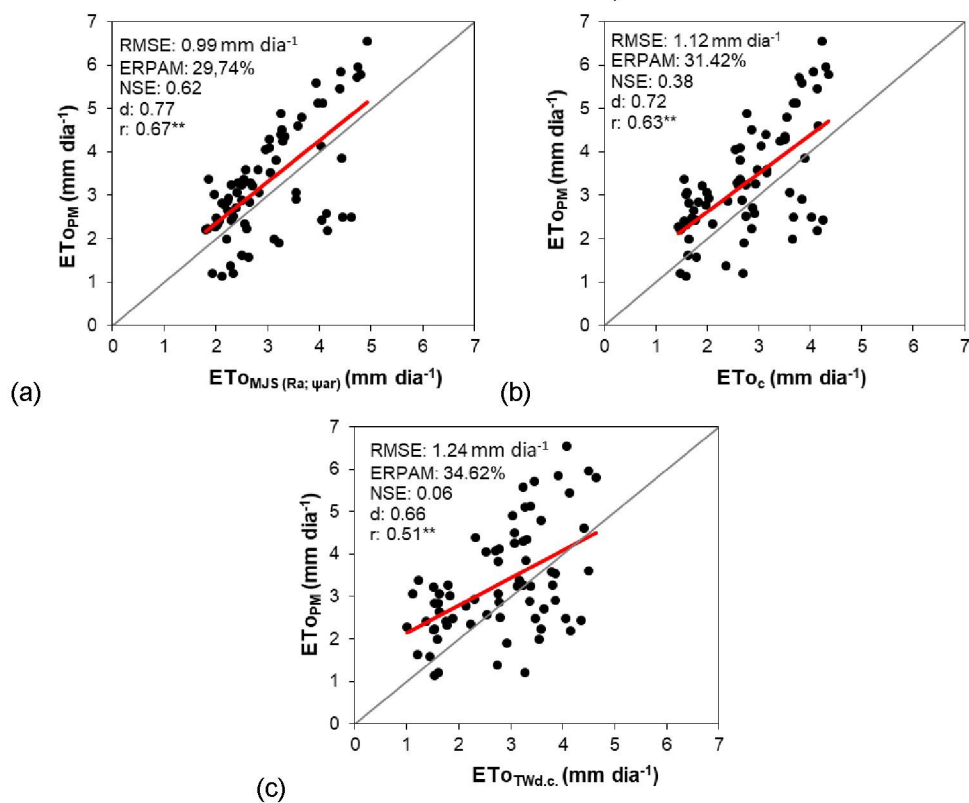 RMSE: 0.99 mm dia⁻¹
ERPAM: 29,74%
NSE: 0.62
d: 0.77
r: 0.67**
ETo_PM (mm dia⁻¹)
7
6
5
4
3
2
1
0
0 1 2 3 4 5 6 7
ETo_MJS (Ra; ψar) (mm dia⁻¹)
(a)
RMSE: 1.12 mm dia⁻¹
ERPAM: 31.42%
NSE: 0.38
d: 0.72
r: 0.63**
ETo_PM (mm dia⁻¹)
7
6
5
4
3
2
1
0
0 1 2 3 4 5 6 7
ETo_c (mm dia⁻¹)
(b)
RMSE: 1.24 mm dia⁻¹
ERPAM: 34.62%
NSE: 0.06
d: 0.66
r: 0.51**
ETo_PM (mm dia⁻¹)
7
6
5
4
3
2
1
0
0 1 2 3 4 5 6 7
ETo_TWd.c. (mm dia⁻¹)
(c)